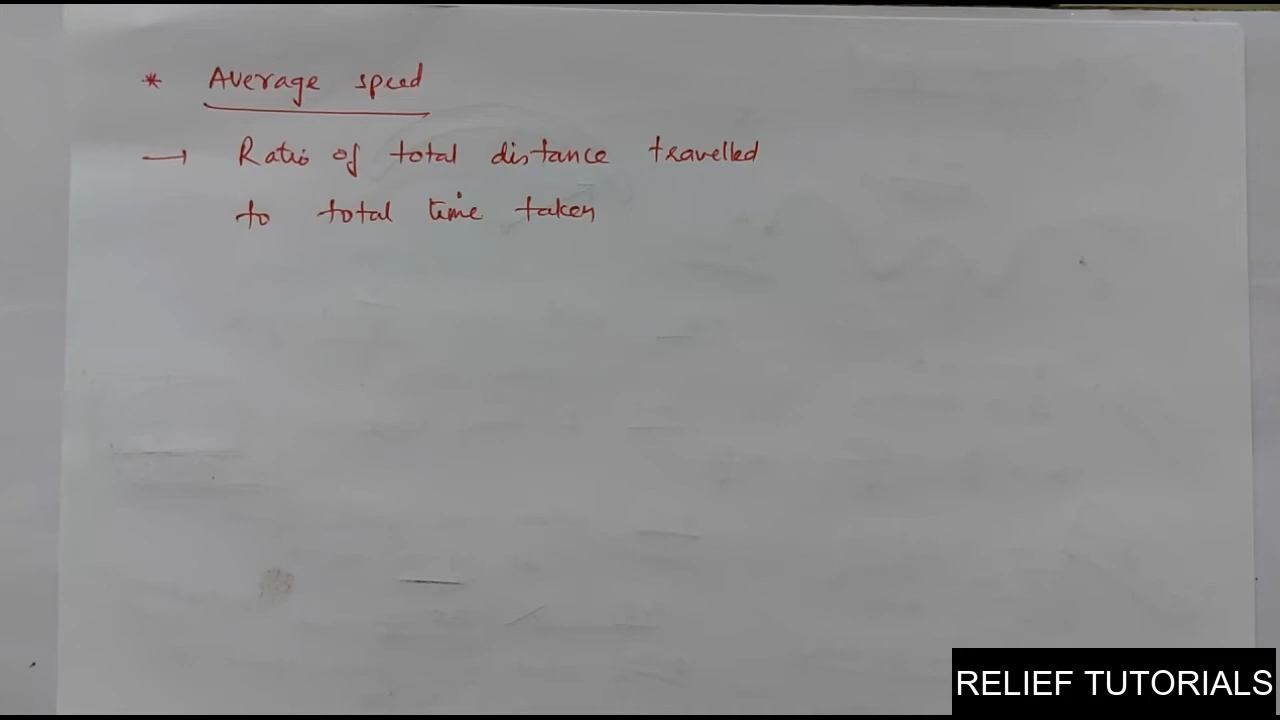 * Average speed
→ Ratio of total distance travelled
to total time taken
RELIEF TUTORIALS